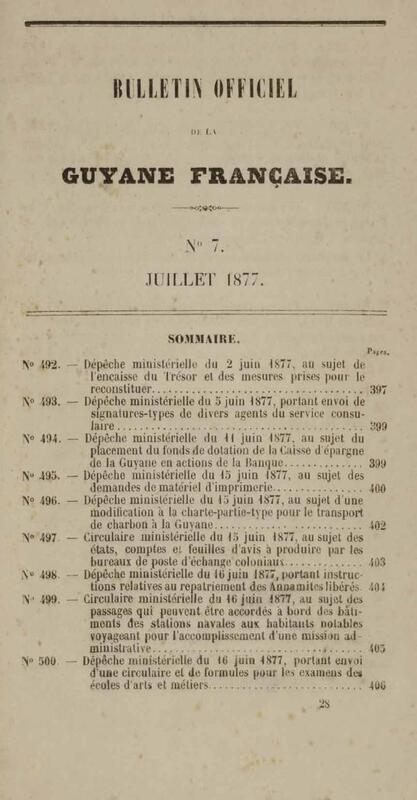 BULLETIN OFFICIEL
DE LA
GUYANE FRANÇAISE.
N° 7.
JUILLET 1877.
SOMMAIRE.
Pages.
N° 492. — Dépêche ministérielle du 2 juin 1877, au sujet de
l'encaisse du Trésor et des mesures prises pour le
reconstituer........................................ 397
N° 493. — Dépêche ministérielle du 5 juin 1877, portant envoi de
signatures-types de divers agents du service consu-
laire............................................... 399
N° 494. — Dépêche ministérielle du 11 juin 1877, au sujet du
placement du fonds de dotation de la Caisse d'épargne
de la Guyane en actions de la Banque............... 399
N° 495. — Dépêche ministérielle du 15 juin 1877, au sujet des
demandes de matériel d'imprimerie.................. 400
N° 496. — Dépêche ministérielle du 15 juin 1877, au sujet d'une
modification à la charte-partie-type pour le transport
de charbon à la Guyane............................. 402
N° 497. — Circulaire ministérielle du 15 juin 1877, au sujet des
états, comptes et feuilles d'avis à produire par les
bureaux de poste d'échange coloniaux............... 403
N° 498. — Dépêche ministérielle du 16 juin 1877, portant instruc-
tions relatives au repatriement des Annamites libérés. 404
N° 499. — Circulaire ministérielle du 16 juin 1877, au sujet des
passages qui peuvent être accordés à bord des bâti-
ments des stations navales aux habitants notables
voyageant pour l'accomplissement d'une mission ad-
ministrative....................................... 405
N° 500. — Dépêche ministérielle du 16 juin 1877, portant envoi
d'une circulaire et de formules pour les examens des
écoles d'arts et métiers........................... 406
28